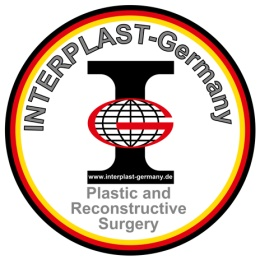 INTERPLAST-Germany
www.interplast-germany.de
Plastic and
Reconstructive
Surgery